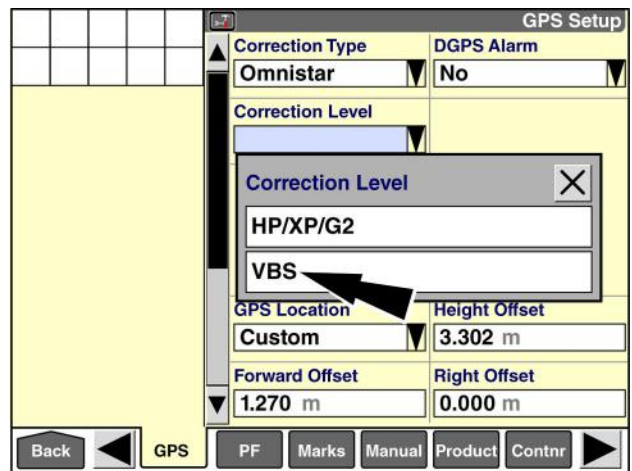 GPS Setup
Correction Type
DGPS Alarm
Omnistar
No
Correction Level
Correction Level
HP/XP/G2
VBS
GPS Location
Height Offset
Custom
3.302 m
Forward Offset
Right Offset
1.270 m
0.000 m
Back
GPS
PF
Marks
Manual
Product
Contnr